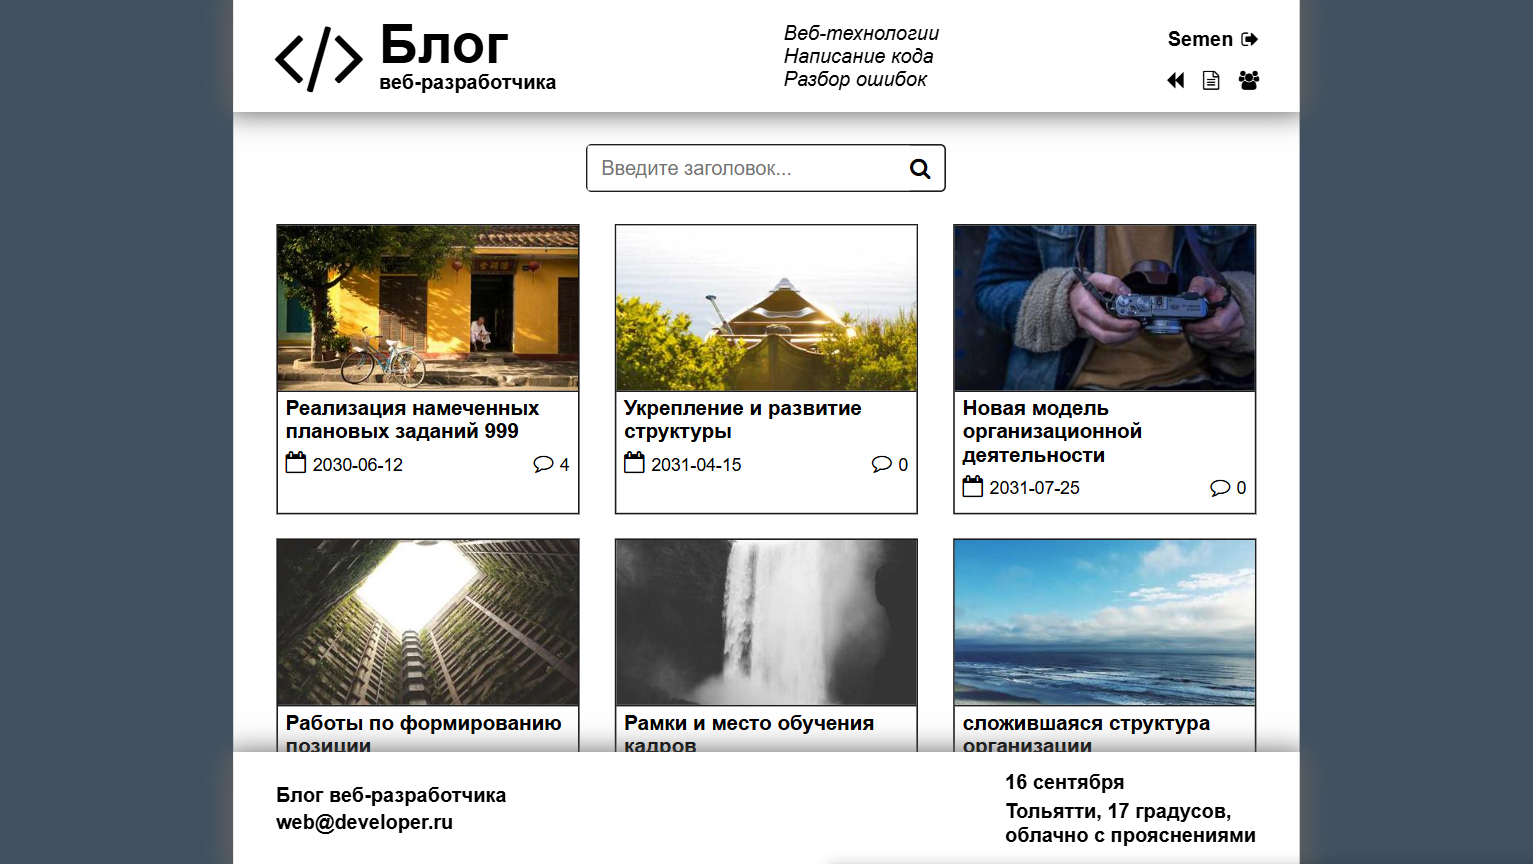 Блог
веб-разработчика
Веб-технологии
Написание кода
Разбор ошибок
Semen
Введите заголовок...
Реализация намеченных
плановых заданий 999
2030-06-12
4
Укрепление и развитие
структуры
2031-04-15
0
Новая модель
организационной
деятельности
2031-07-25
0
Работы по формированию
позиции
Рамки и место обучения
кадров
сложившаяся структура
организации
Блог веб-разработчика
web@developer.ru
16 сентября
Тольятти, 17 градусов,
облачно с прояснениями